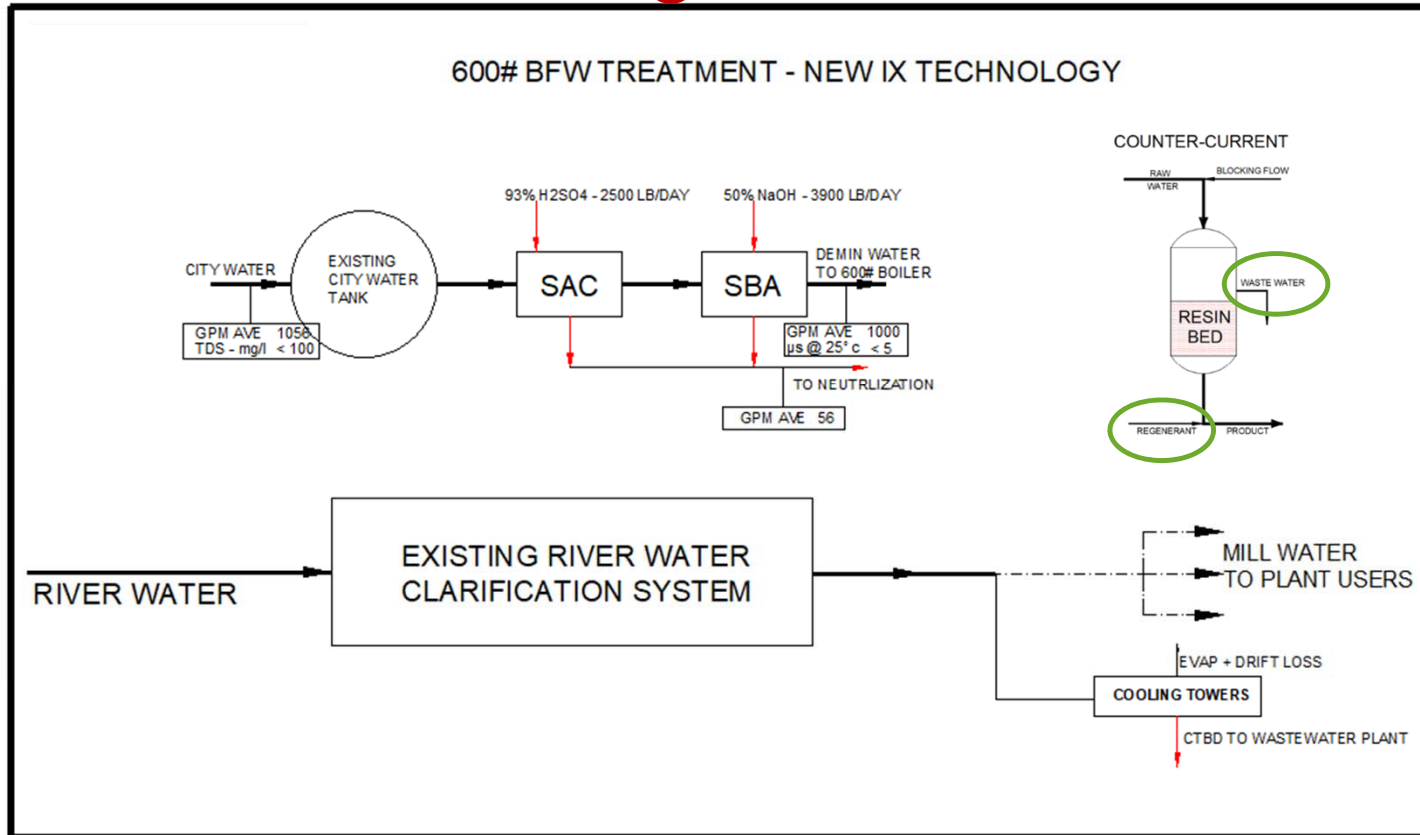 600# BFW TREATMENT - NEW IX TECHNOLOGY
COUNTER-CURRENT
RAW
WATER
BLOCKING FLOW
WASTE WATER
RESIN
BED
REGENERANT
PRODUCT
93% H2SO4 - 2500 LB/DAY
50% NaOH - 3900 LB/DAY
CITY WATER
EXISTING
CITY WATER
TANK
SAC
SBA
DEMIN WATER
TO 600# BOILER
GPM AVE 1056
TDS - mg/l < 100
GPM AVE 1000
µs @ 25° c < 5
TO NEUTRLIZATION
GPM AVE 56
RIVER WATER
EXISTING RIVER WATER
CLARIFICATION SYSTEM
MILL WATER
TO PLANT USERS
EVAP + DRIFT LOSS
COOLING TOWERS
CTBD TO WASTEWATER PLANT